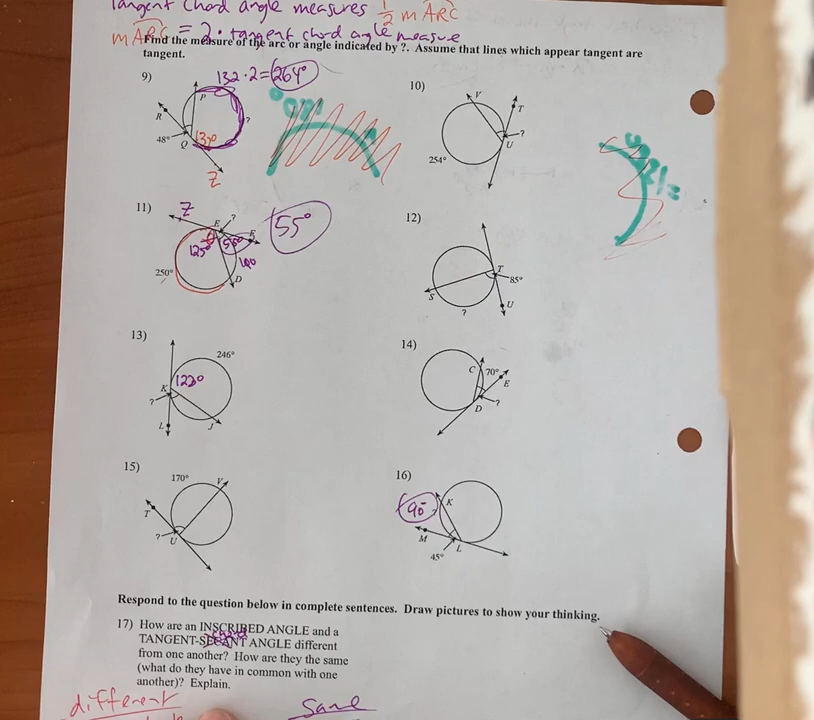 Tangent Chord angle measures 1/2 m ARC
m ARC = 2 · tangent chord angle measure
Find the measure of the arc or angle indicated by ?. Assume that lines which appear tangent are
tangent.
9)
132·2=264°
P
R
?
48°
Q
132°
Z
10)
V
T
?
U
254°
11)
Z
E
?
F
55°
125°
55°
110
250°
D
12)
T
85°
S
U
?
13)
246°
K
123°
?
L
J
14)
C
70°
E
?
D
15)
170°
V
T
?
U
16)
90
K
?
M
L
45°
Respond to the question below in complete sentences. Draw pictures to show your thinking.
17) How are an INSCRIBED ANGLE and a
chord
TANGENT-SECANT ANGLE different
from one another? How are they the same
(what do they have in common with one
another)? Explain.
different
Same